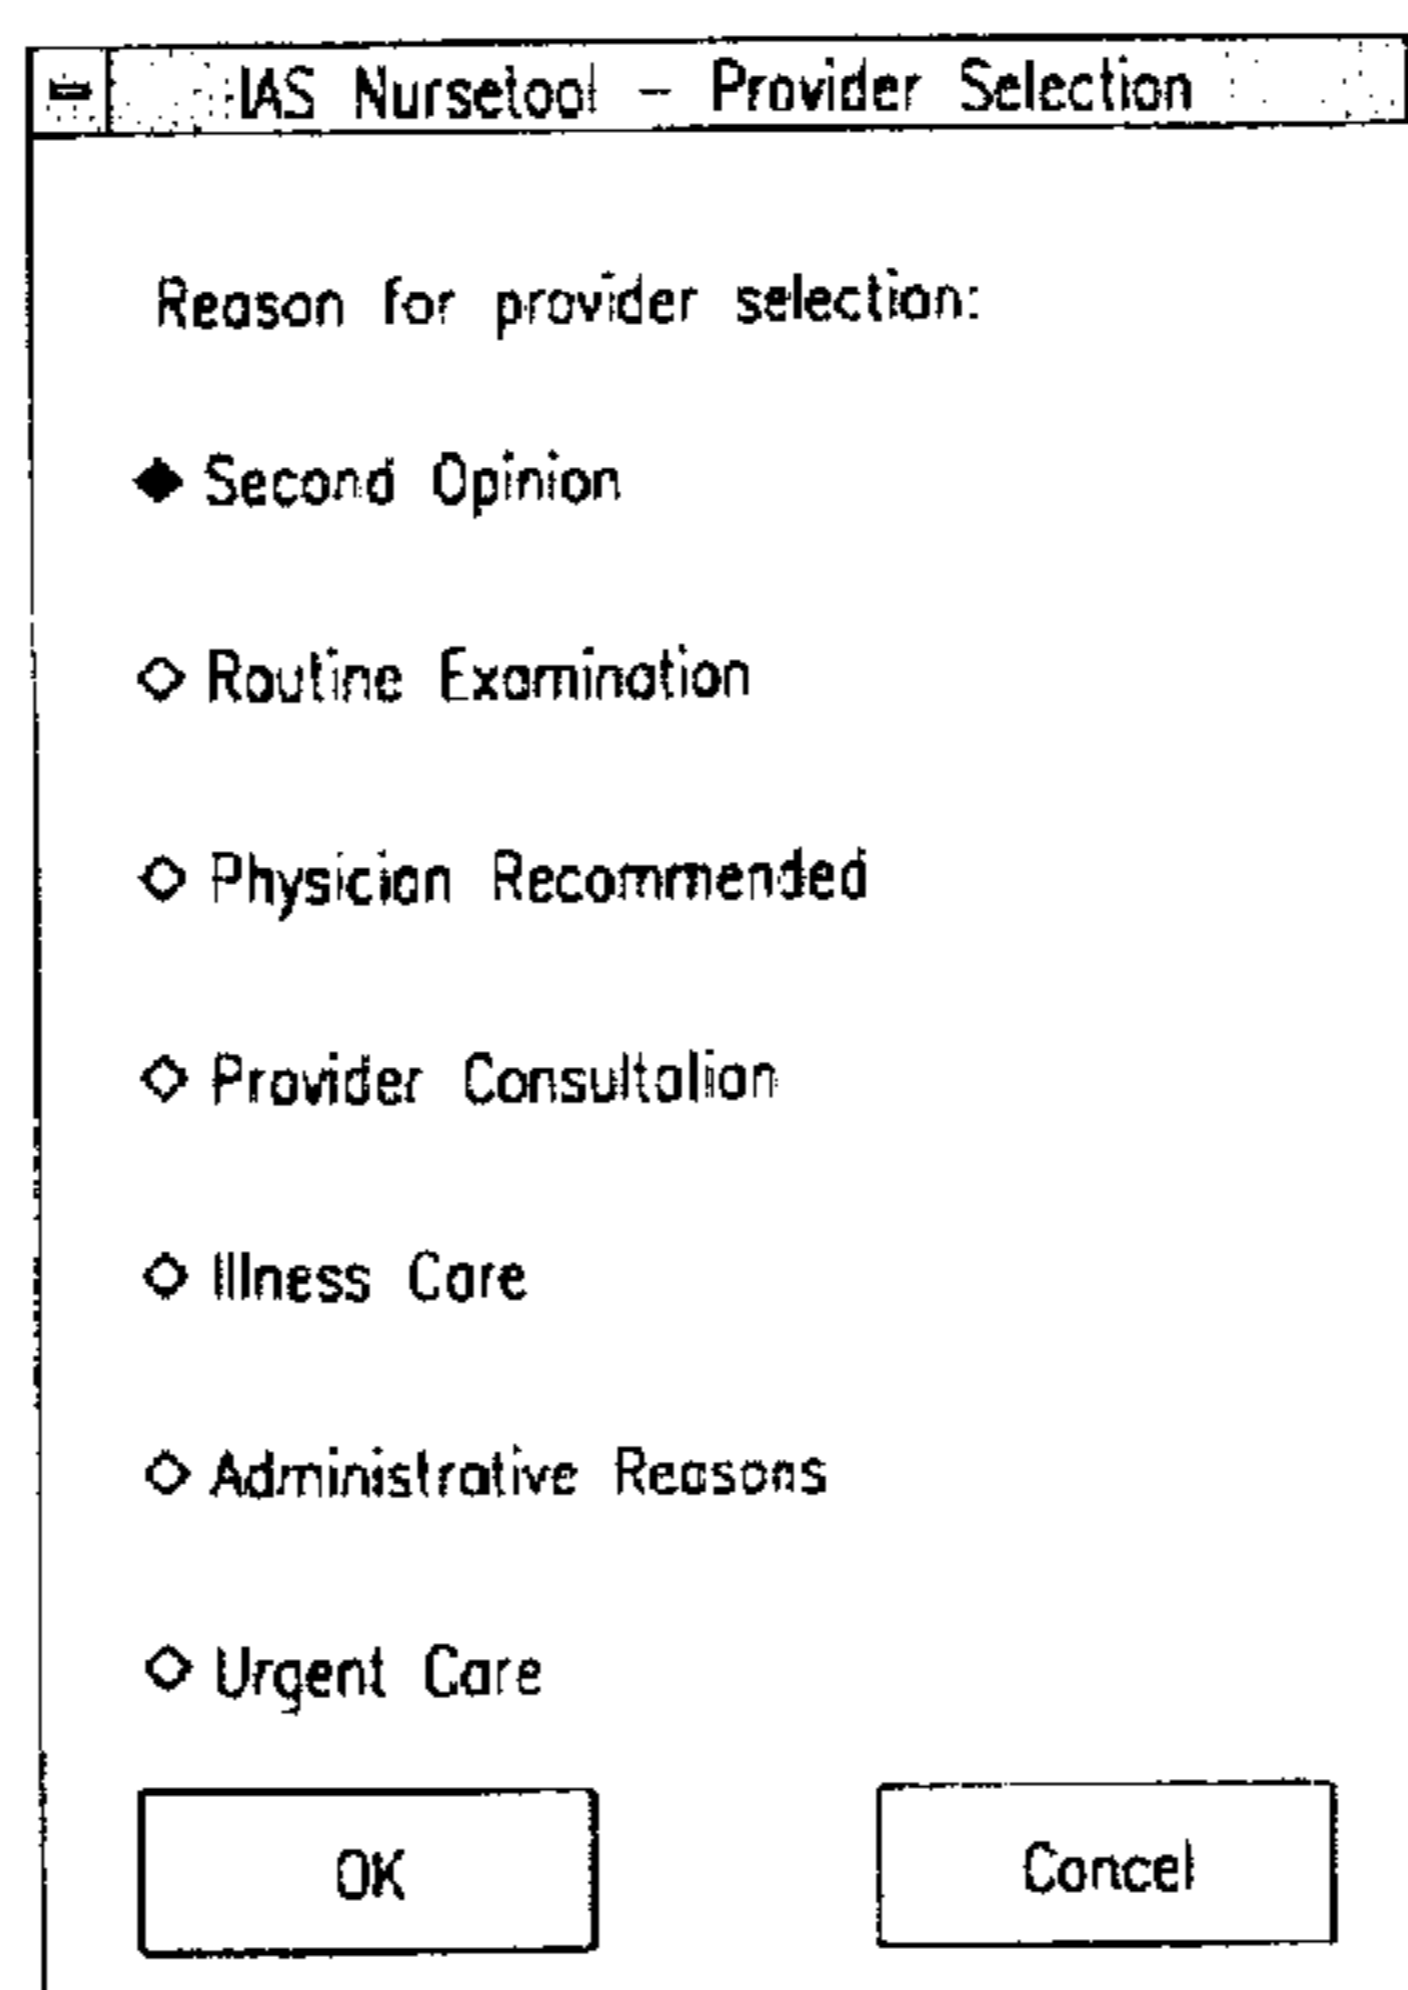 IAS Nursetool - Provider Selection
Reason for provider selection:
Second Opinion
Routine Examination
Physician Recommended
Provider Consultation
Illness Care
Administrative Reasons
Urgent Care
OK
Cancel